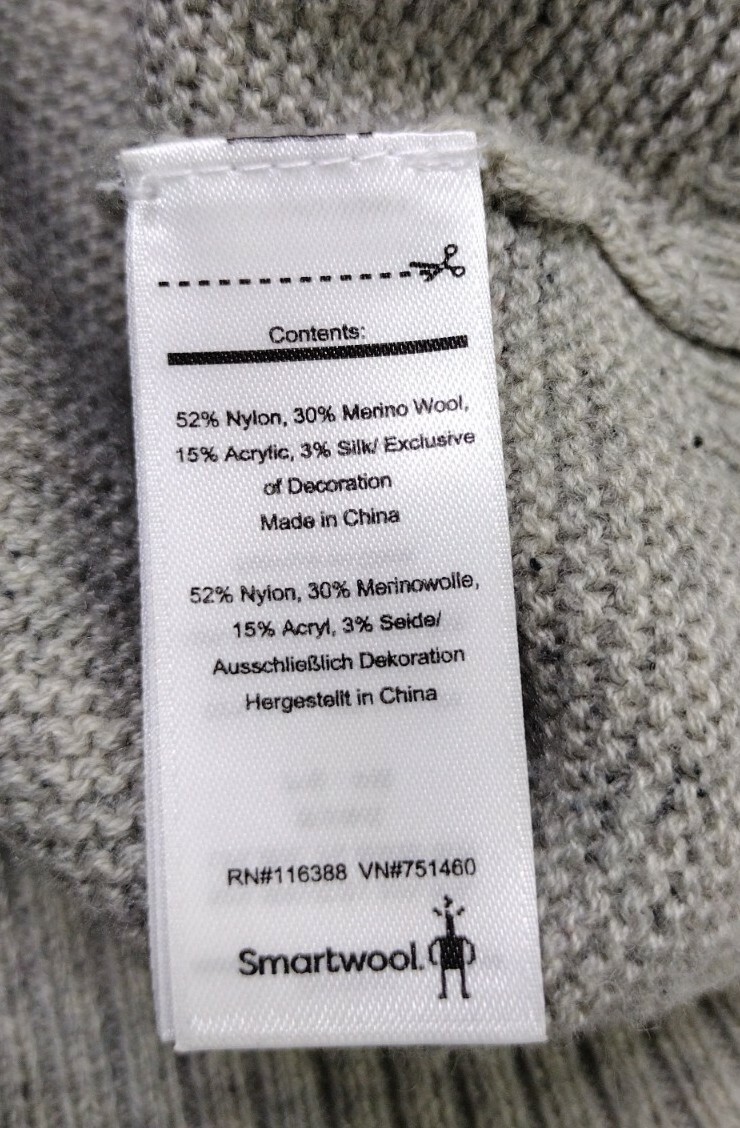 Contents:
52% Nylon, 30% Merino Wool,
15% Acrylic, 3% Silk/ Exclusive
of Decoration
Made in China
52% Nylon, 30% Merinowolle,
15% Acryl, 3% Seide/
Ausschließlich Dekoration
Hergestellt in China
RN#116388 VN#751460
Smartwool.